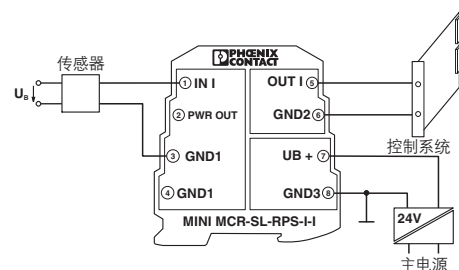 PHŒNIX
CONTACT
传感器
U_B
① IN I
② PWR OUT
③ GND1
④ GND1
OUT I ⑤
GND2 ⑥
UB + ⑦
GND3 ⑧
MINI MCR-SL-RPS-I-I
控制系统
24V
主电源